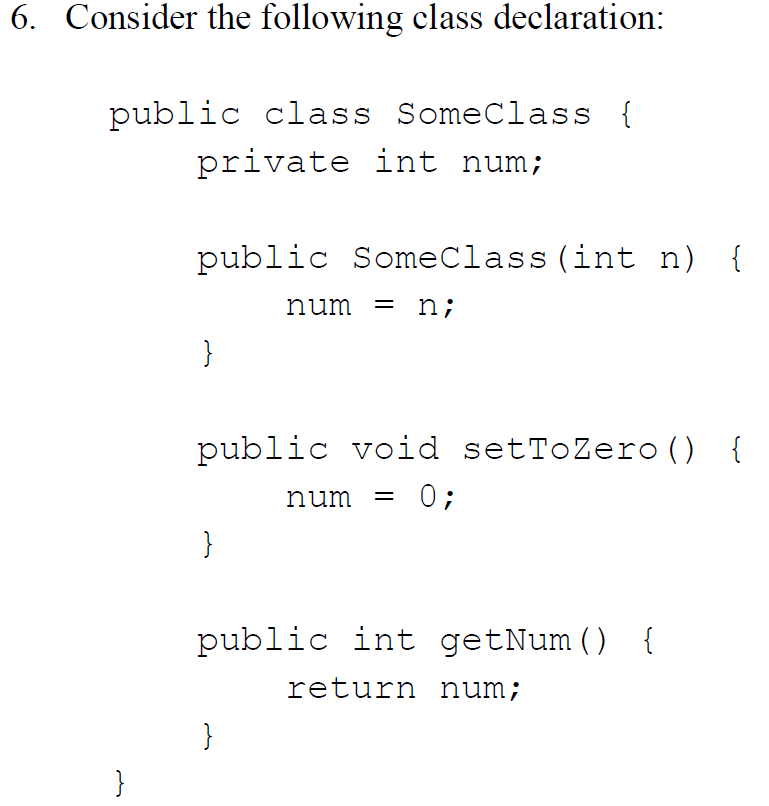 6. Consider the following class declaration:
public class SomeClass {
private int num;
public SomeClass(int n) {
num = n;
}
public void setToZero() {
num = 0;
}
public int getNum() {
return num;
}
}